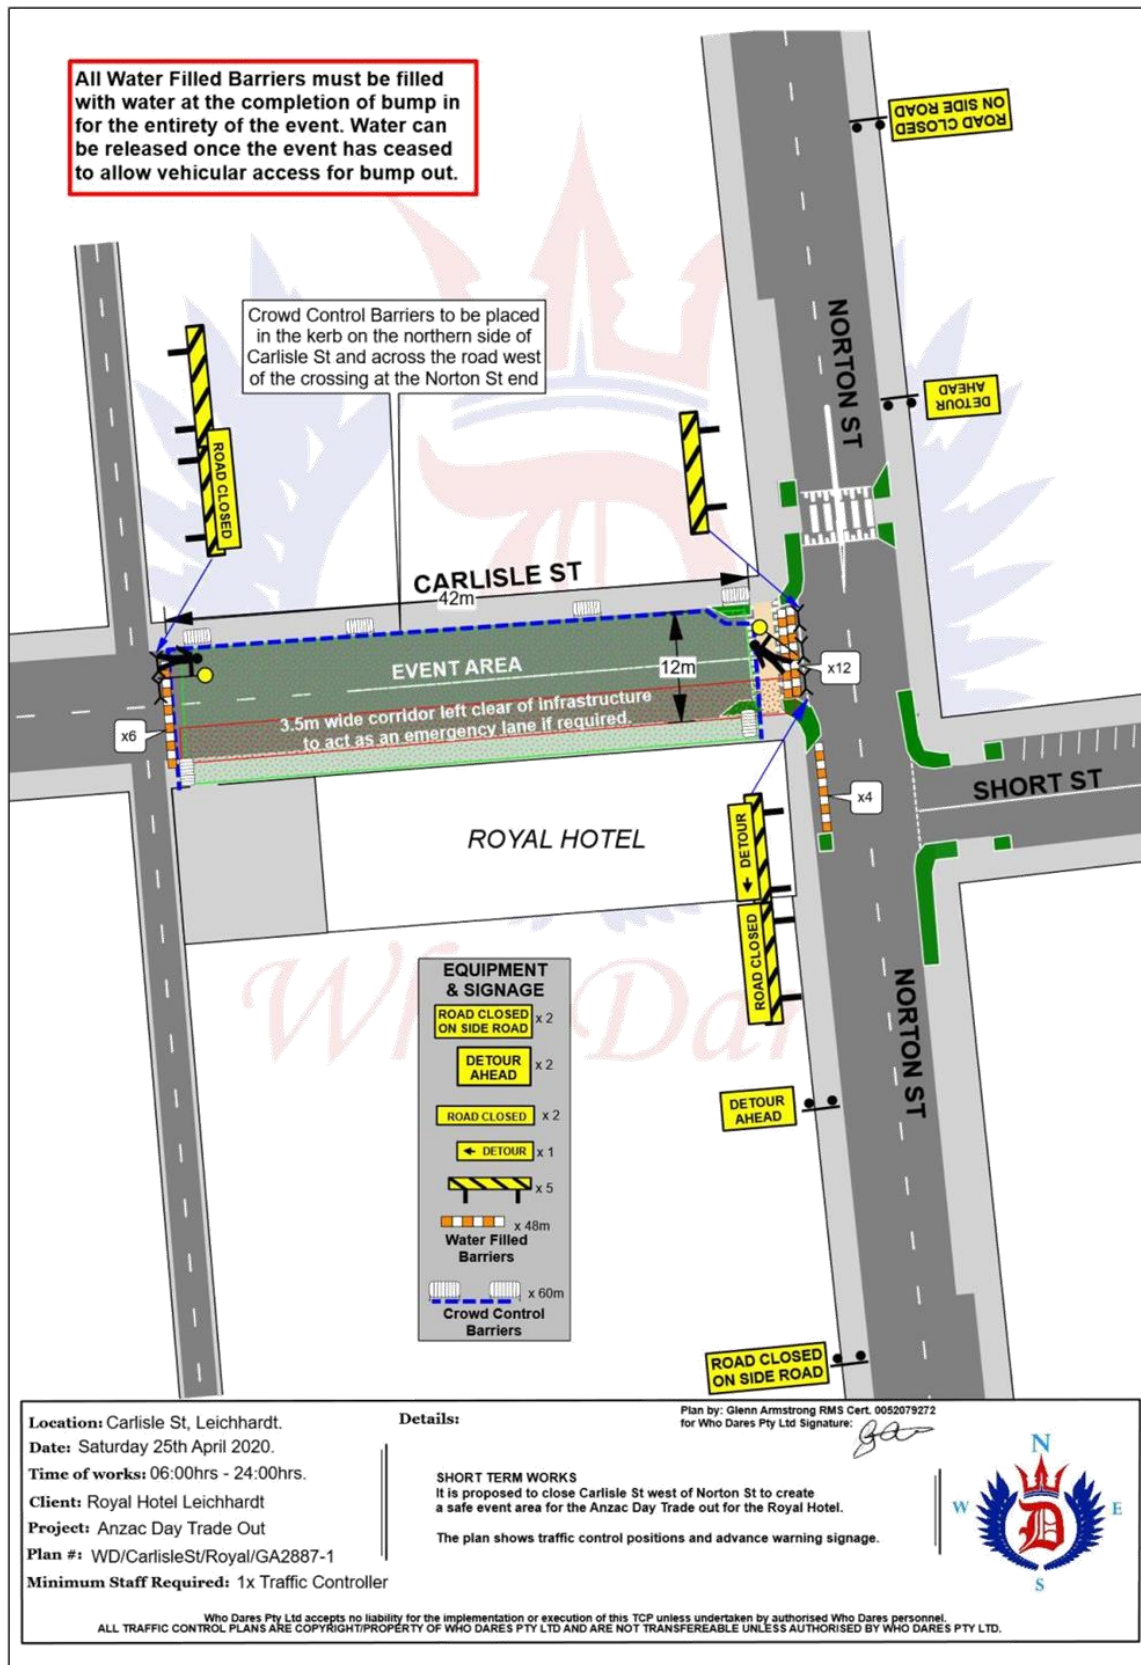 All Water Filled Barriers must be filled
with water at the completion of bump in
for the entirety of the event. Water can
be released once the event has ceased
to allow vehicular access for bump out.
ROAD CLOSED
ON SIDE ROAD
Crowd Control Barriers to be placed
in the kerb on the northern side of
Carlisle St and across the road west
of the crossing at the Norton St end
NORTON ST
DETOUR
AHEAD
ROAD CLOSED
CARLISLE ST
42m
EVENT AREA
12m
x12
3.5m wide corridor left clear of infrastructure
to act as an emergency lane if required.
x6
x4
SHORT ST
ROYAL HOTEL
← DETOUR
ROAD CLOSED
NORTON ST
Who Dares
EQUIPMENT
& SIGNAGE
ROAD CLOSED
ON SIDE ROAD x 2
DETOUR
AHEAD x 2
ROAD CLOSED x 2
← DETOUR x 1
x 5
x 48m
Water Filled
Barriers
x 60m
Crowd Control
Barriers
DETOUR
AHEAD
ROAD CLOSED
ON SIDE ROAD
Location: Carlisle St, Leichhardt.
Date: Saturday 25th April 2020.
Time of works: 06:00hrs - 24:00hrs.
Client: Royal Hotel Leichhardt
Project: Anzac Day Trade Out
Plan #: WD/CarlisleSt/Royal/GA2887-1
Minimum Staff Required: 1x Traffic Controller
Details:
SHORT TERM WORKS
It is proposed to close Carlisle St west of Norton St to create
a safe event area for the Anzac Day Trade out for the Royal Hotel.
The plan shows traffic control positions and advance warning signage.
Plan by: Glenn Armstrong RMS Cert. 0052079272
for Who Dares Pty Ltd Signature:
N
W
D
E
S
Who Dares Pty Ltd accepts no liability for the implementation or execution of this TCP unless undertaken by authorised Who Dares personnel.
ALL TRAFFIC CONTROL PLANS ARE COPYRIGHT/PROPERTY OF WHO DARES PTY LTD AND ARE NOT TRANSFEREABLE UNLESS AUTHORISED BY WHO DARES PTY LTD.